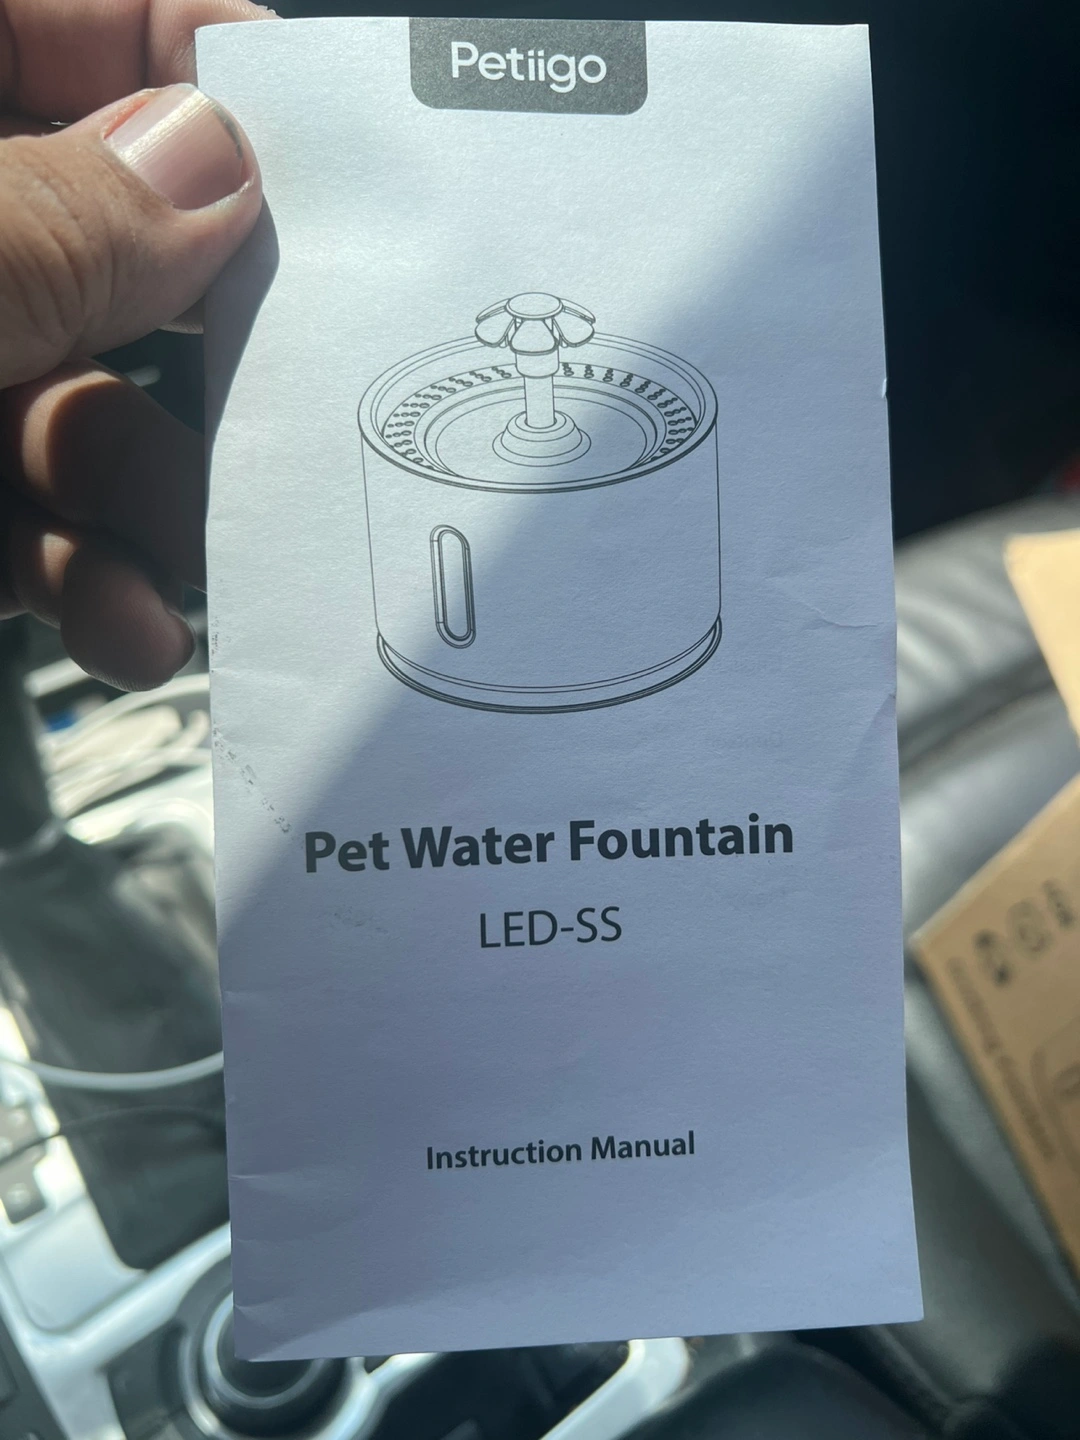 Petiigo
Pet Water Fountain
LED-SS
Instruction Manual